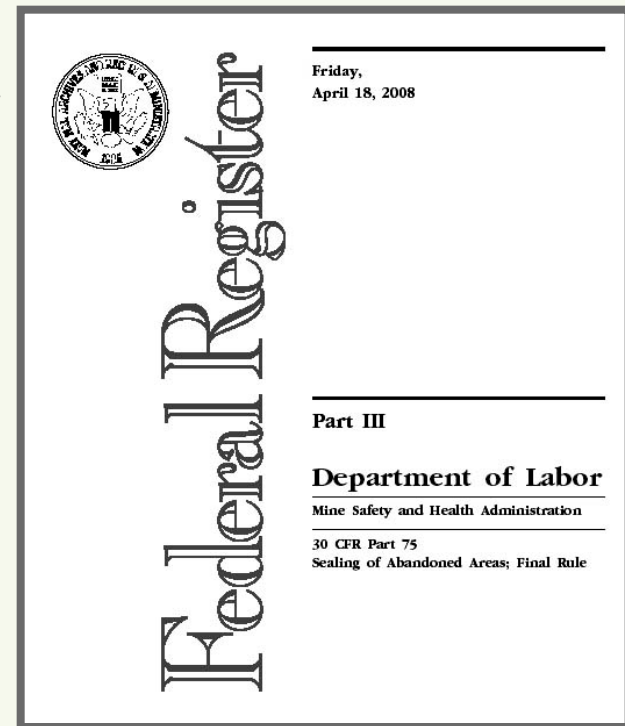 Federal Register
Friday,
April 18, 2008
Part III
Department of Labor
Mine Safety and Health Administration
30 CFR Part 75
Sealing of Abandoned Areas; Final Rule